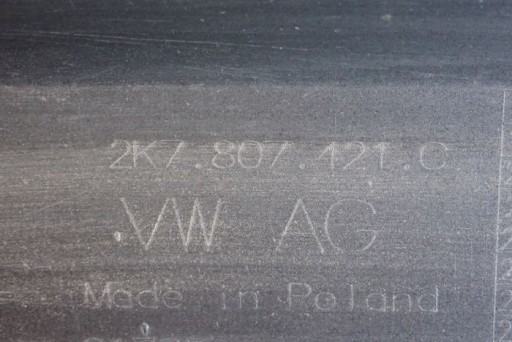 2K7.807.421.C
VW AG
Made in Poland